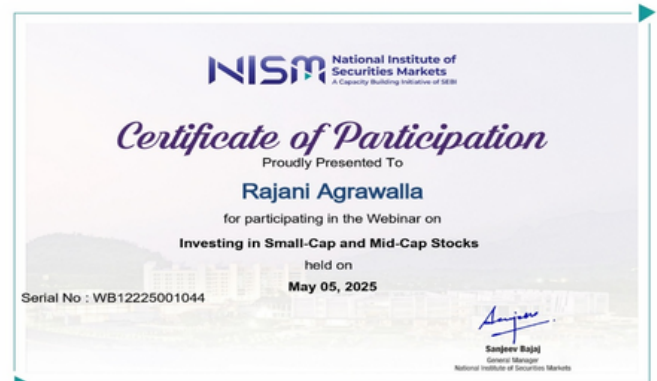 NISM National Institute of
Securities Markets
A Capacity Building Initiative of SEBI
Certificate of Participation
Proudly Presented To
Rajani Agrawalla
for participating in the Webinar on
Investing in Small-Cap and Mid-Cap Stocks
held on
May 05, 2025
Serial No : WB12225001044
Sanjeev Bajaj
General Manager
National Institute of Securities Markets